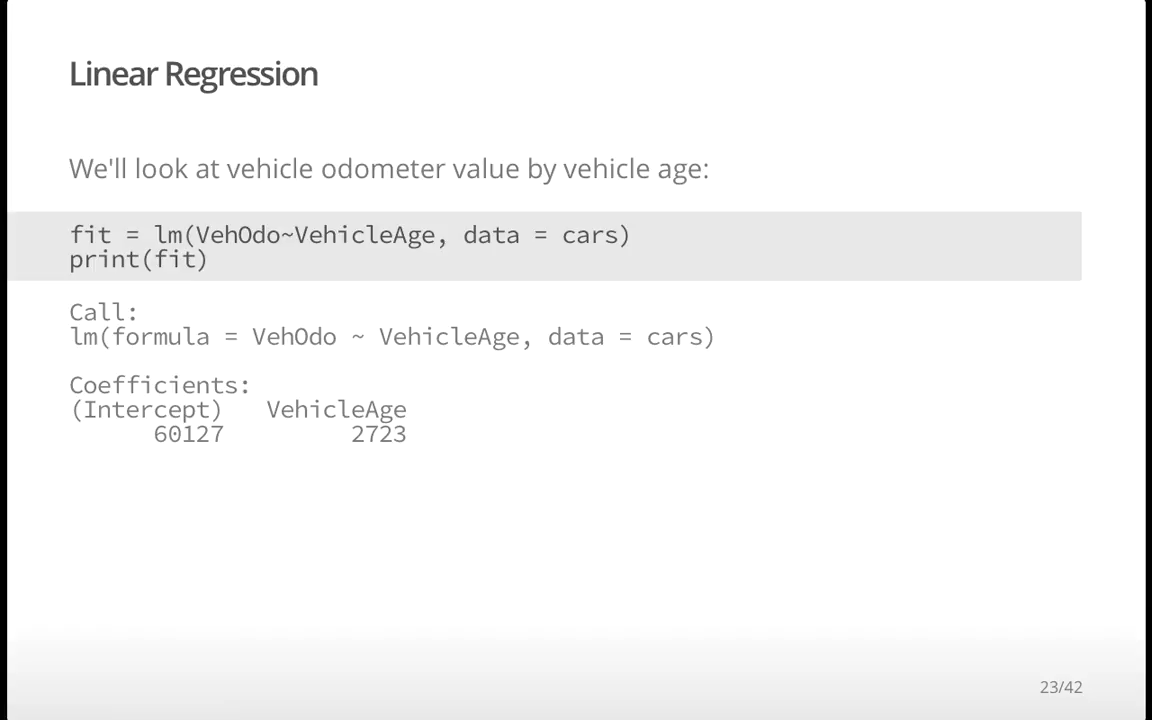 Linear Regression
We'll look at vehicle odometer value by vehicle age:
fit = lm(VehOdo~VehicleAge, data = cars)
print(fit)
Call:
lm(formula = VehOdo ~ VehicleAge, data = cars)
Coefficients:
(Intercept)   VehicleAge
      60127         2723
23/42